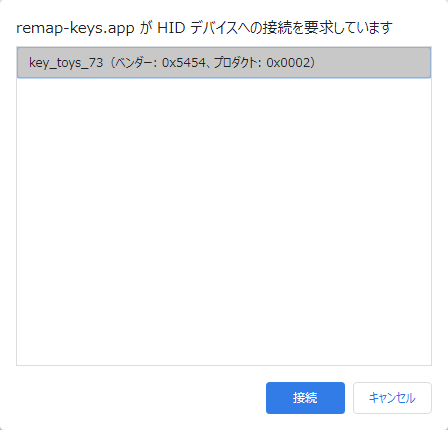 remap-keys.app が HID デバイスへの接続を要求しています
key_toys_73（ベンダー: 0x5454、プロダクト: 0x0002）
接続
キャンセル